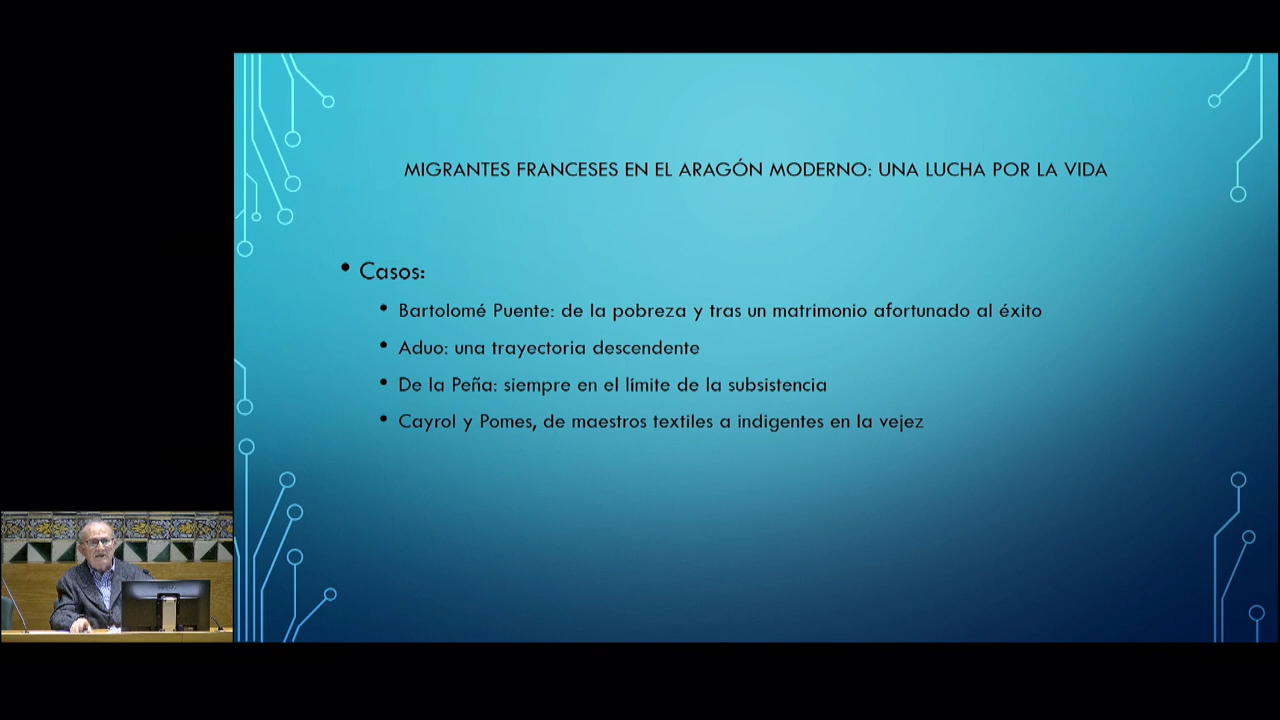 MIGRANTES FRANCESES EN EL ARAGÓN MODERNO: UNA LUCHA POR LA VIDA
• Casos:
• Bartolomé Puente: de la pobreza y tras un matrimonio afortunado al éxito
• Aduo: una trayectoria descendente
• De la Peña: siempre en el límite de la subsistencia
• Cayrol y Pomes, de maestros textiles a indigentes en la vejez